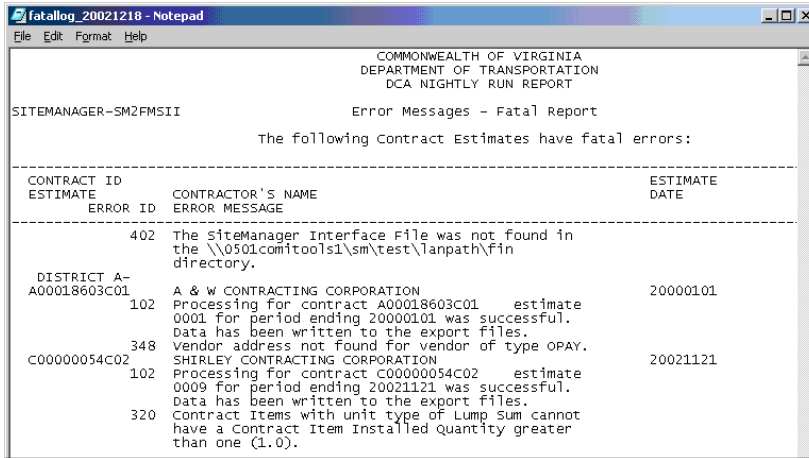 fatallog_20021218 - Notepad
File Edit Format Help
COMMONWEALTH OF VIRGINIA
DEPARTMENT OF TRANSPORTATION
DCA NIGHTLY RUN REPORT
SITEMANAGER-SM2FMSII Error Messages - Fatal Report
The following Contract Estimates have fatal errors:
CONTRACT ID ESTIMATE
ESTIMATE CONTRACTOR'S NAME DATE
ERROR ID ERROR MESSAGE
402 The SiteManager Interface File was not found in
the \\0501comitools1\sm\test\lanpath\fin
directory.
DISTRICT A-
A00018603C01 A & W CONTRACTING CORPORATION 20000101
102 Processing for contract A00018603C01 estimate
0001 for period ending 20000101 was successful.
Data has been written to the export files.
348 Vendor address not found for vendor of type OPAY.
C00000054C02 SHIRLEY CONTRACTING CORPORATION 20021121
102 Processing for contract C00000054C02 estimate
0009 for period ending 20021121 was successful.
Data has been written to the export files.
320 Contract Items with unit type of Lump Sum cannot
have a Contract Item Installed Quantity greater
than one (1.0).